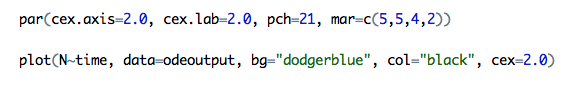 par(cex.axis=2.0, cex.lab=2.0, pch=21, mar=c(5,5,4,2))
plot(N~time, data=odeoutput, bg="dodgerblue", col="black", cex=2.0)